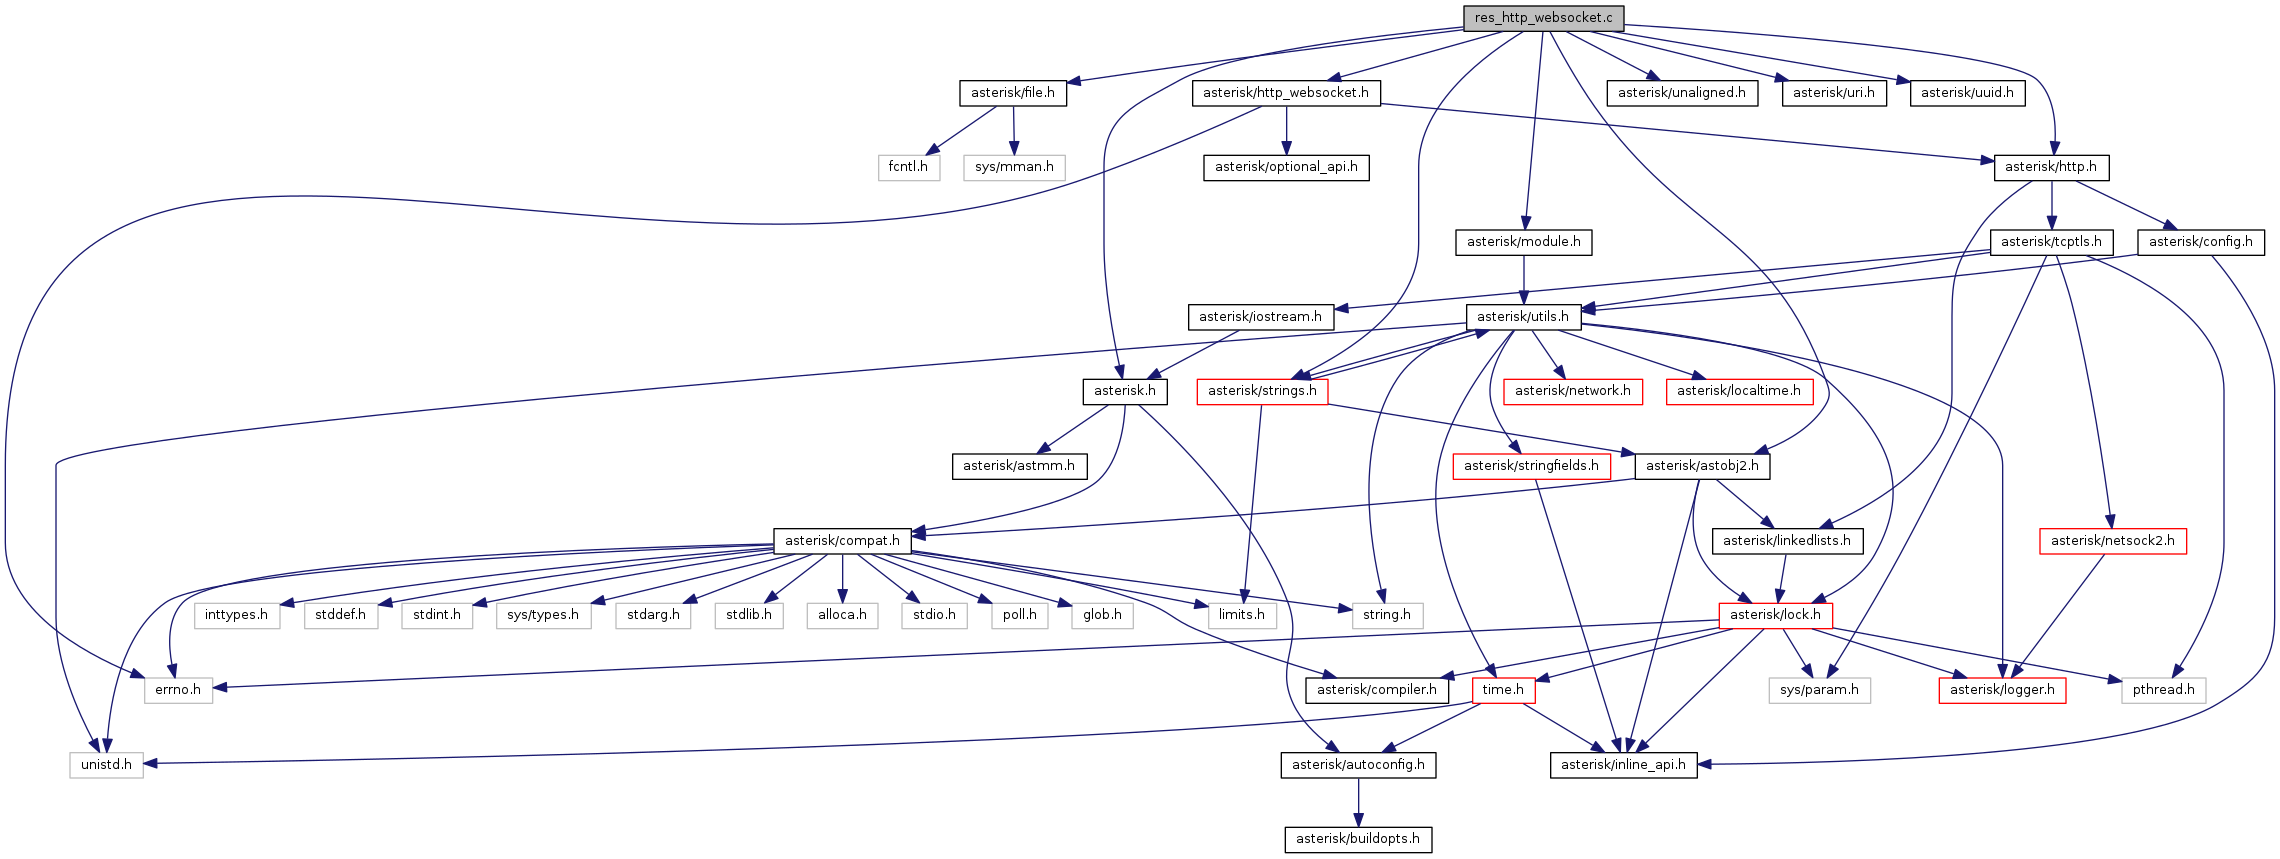 res_http_websocket.c
asterisk/file.h
asterisk/http_websocket.h
asterisk/unaligned.h
asterisk/uri.h
asterisk/uuid.h
fcntl.h
sys/mman.h
asterisk/optional_api.h
asterisk/http.h
asterisk/module.h
asterisk/tcptls.h
asterisk/config.h
asterisk/iostream.h
asterisk/utils.h
asterisk.h
asterisk/strings.h
asterisk/network.h
asterisk/localtime.h
asterisk/astmm.h
asterisk/stringfields.h
asterisk/astobj2.h
asterisk/compat.h
asterisk/linkedlists.h
asterisk/netsock2.h
inttypes.h
stddef.h
stdint.h
sys/types.h
stdarg.h
stdlib.h
alloca.h
stdio.h
poll.h
glob.h
limits.h
string.h
asterisk/lock.h
errno.h
asterisk/compiler.h
time.h
sys/param.h
asterisk/logger.h
pthread.h
unistd.h
asterisk/autoconfig.h
asterisk/inline_api.h
asterisk/buildopts.h